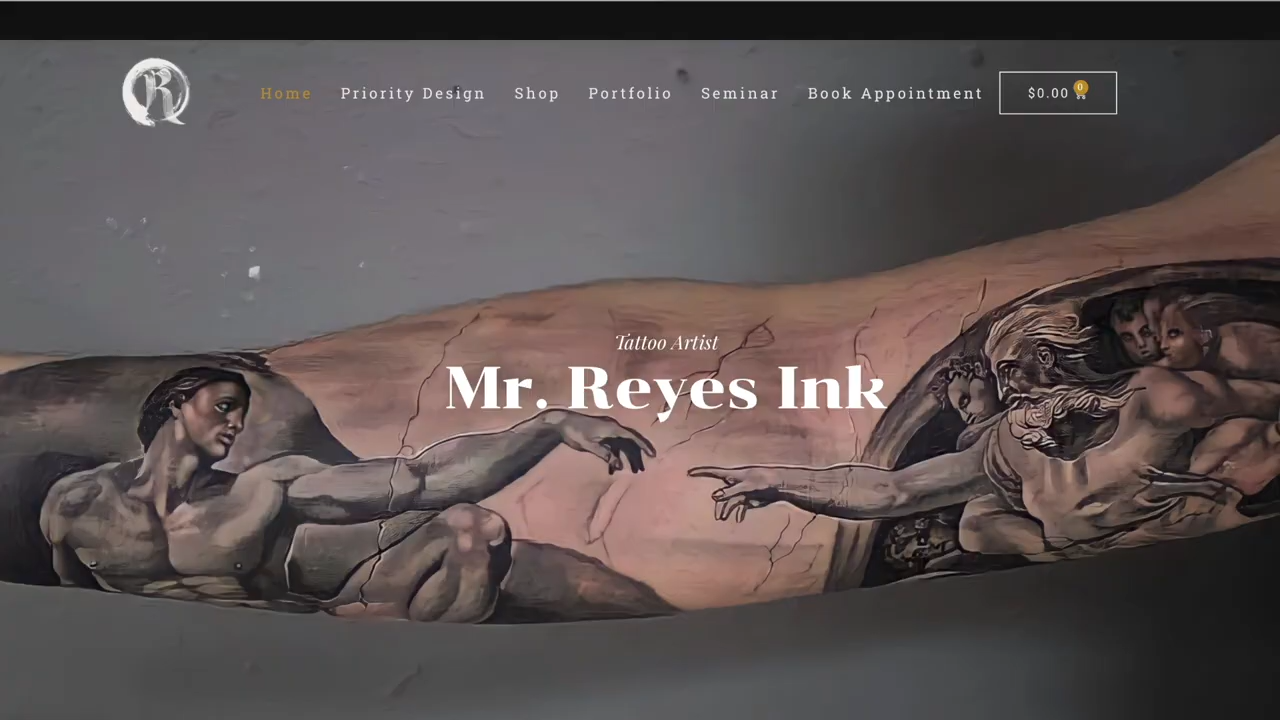 R
Home Priority Design Shop Portfolio Seminar Book Appointment $0.00 0
Tattoo Artist
Mr. Reyes Ink